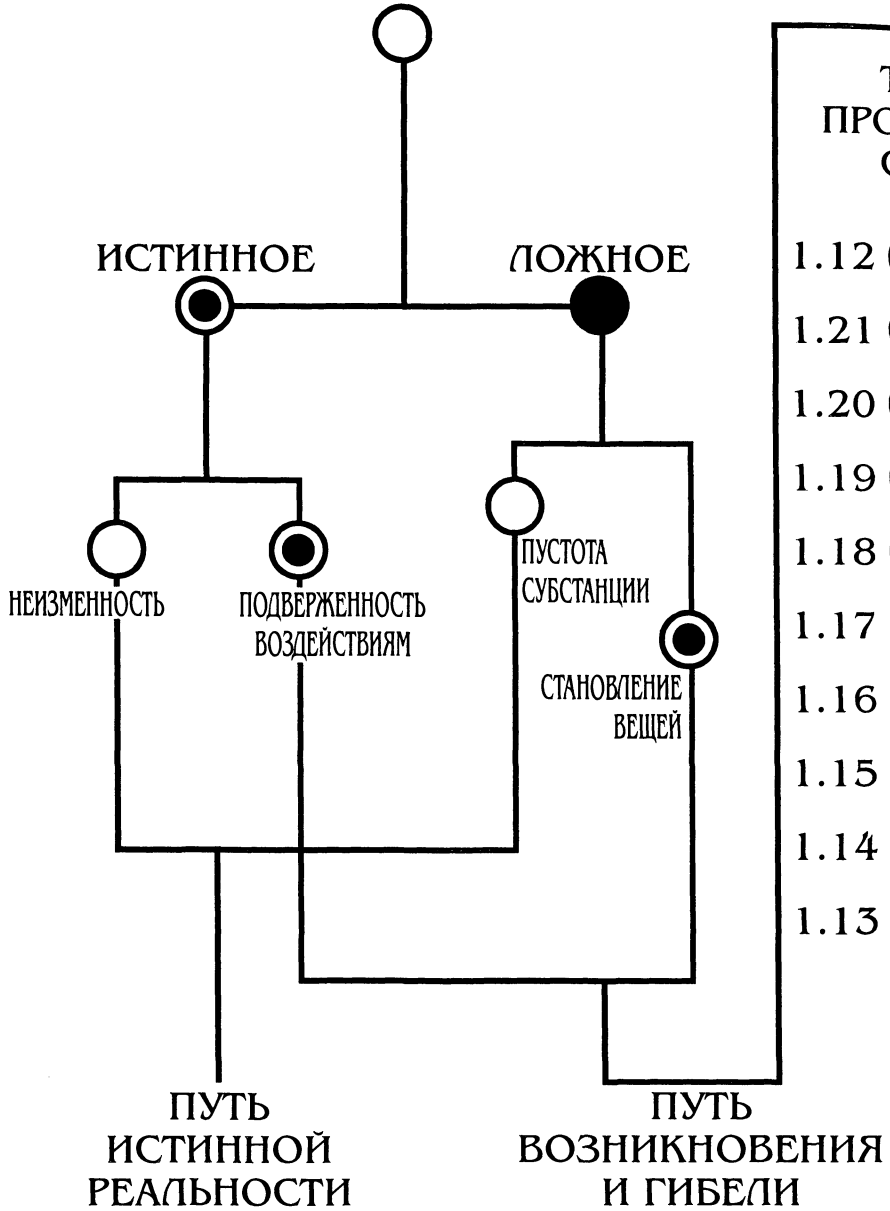 ИСТИННОЕ
ЛОЖНОЕ
НЕИЗМЕННОСТЬ
ПОДВЕРЖЕННОСТЬ
ВОЗДЕЙСТВИЯМ
ПУСТОТА
СУБСТАНЦИИ
СТАНОВЛЕНИЕ
ВЕЩЕЙ
ПУТЬ
ИСТИННОЙ
РЕАЛЬНОСТИ
ПУТЬ
ВОЗНИКНОВЕНИЯ
И ГИБЕЛИ
1.12
1.21
1.20
1.19
1.18
1.17
1.16
1.15
1.14
1.13